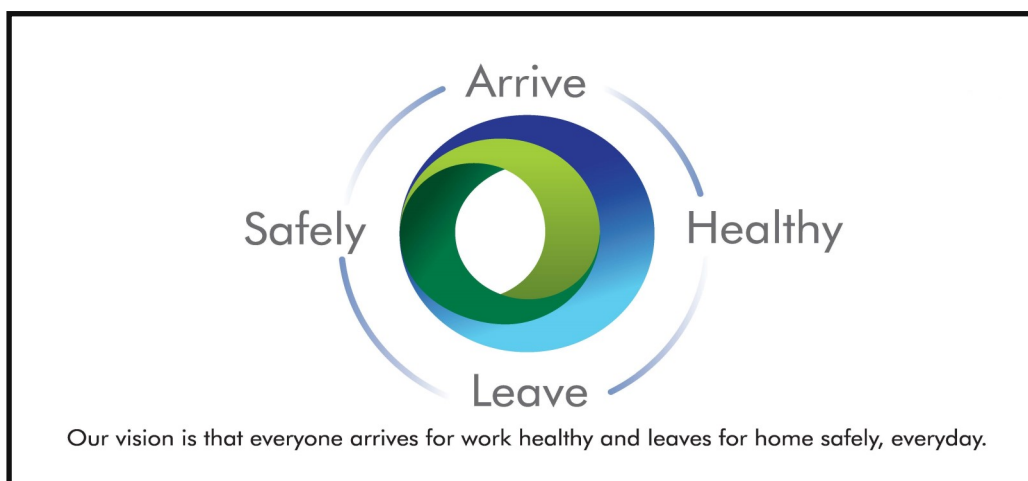 Arrive
Safely
Healthy
Leave
Our vision is that everyone arrives for work healthy and leaves for home safely, everyday.